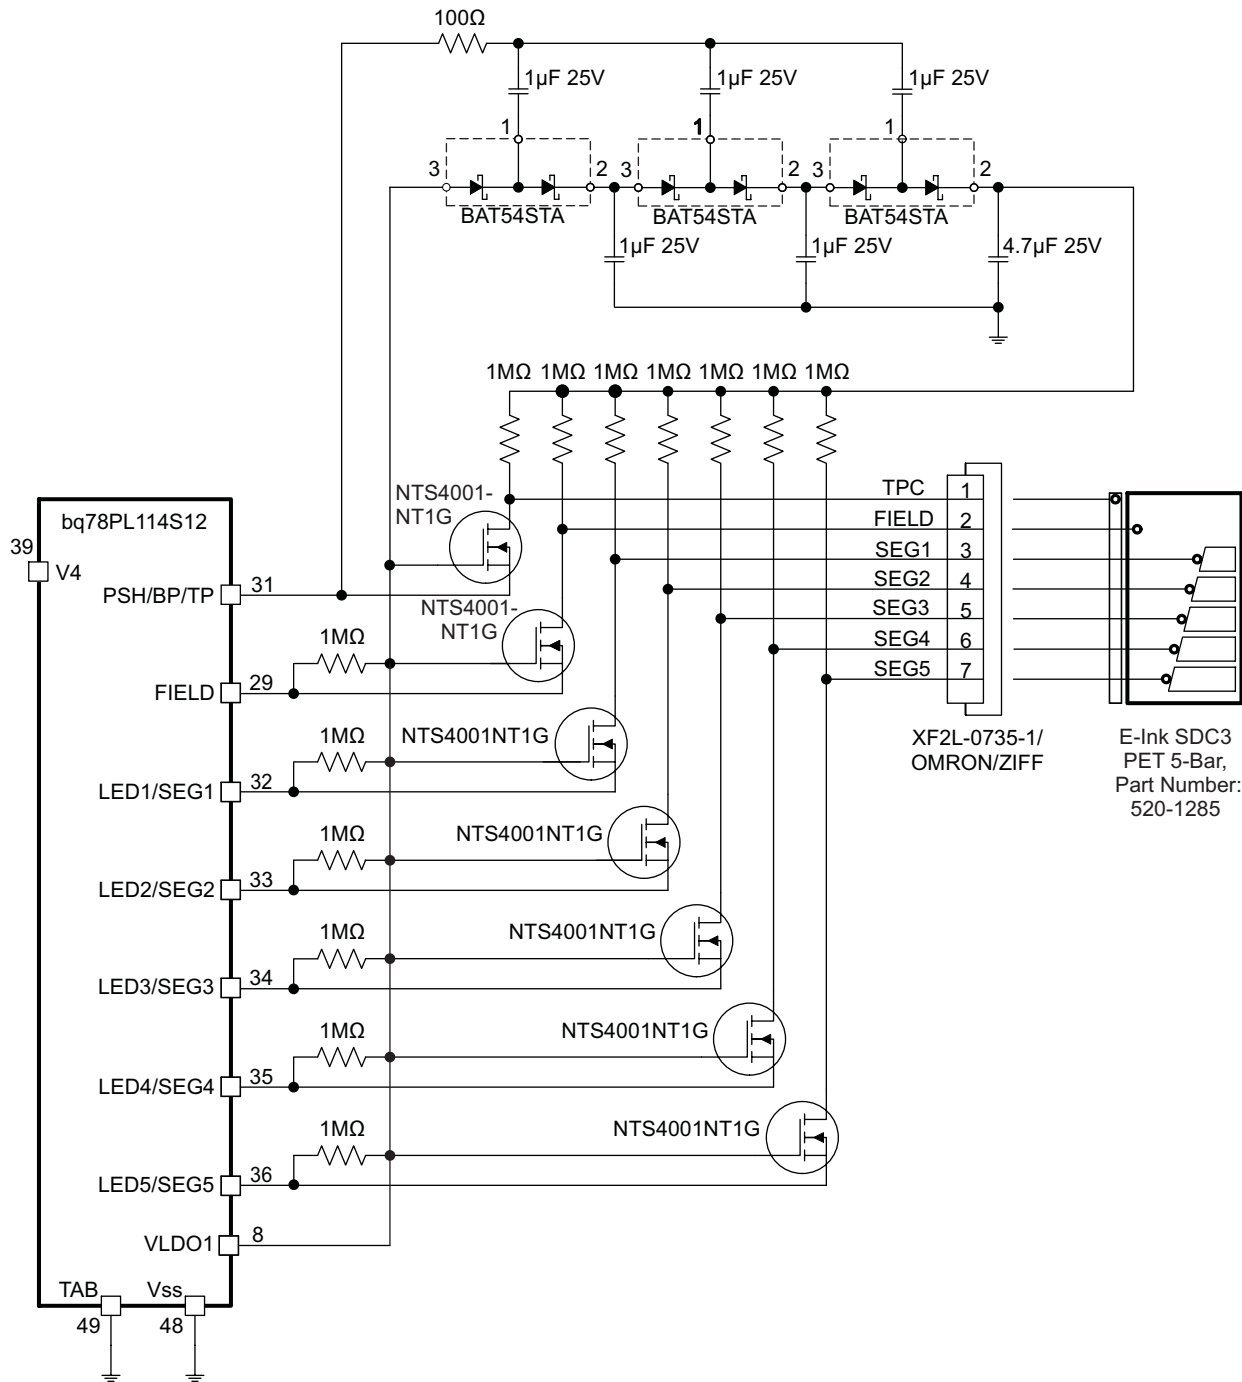 100Ω
1µF 25V
1µF 25V
1µF 25V
1
1
1
3
2
3
2
3
2
BAT54STA
BAT54STA
BAT54STA
1µF 25V
1µF 25V
4.7µF 25V
1MΩ
1MΩ
1MΩ
1MΩ
1MΩ
1MΩ
1MΩ
NTS4001-
NT1G
TPC
1
FIELD
2
SEG1
3
SEG2
4
SEG3
5
SEG4
6
SEG5
7
bq78PL114S12
39
V4
PSH/BP/TP
31
NTS4001-
NT1G
1MΩ
FIELD
29
1MΩ
NTS4001NT1G
XF2L-0735-1/
OMRON/ZIFF
E-Ink SDC3
PET 5-Bar,
Part Number:
520-1285
LED1/SEG1
32
1MΩ
NTS4001NT1G
LED2/SEG2
33
1MΩ
NTS4001NT1G
LED3/SEG3
34
1MΩ
NTS4001NT1G
LED4/SEG4
35
1MΩ
NTS4001NT1G
LED5/SEG5
36
VLDO1
8
TAB
Vss
49
48